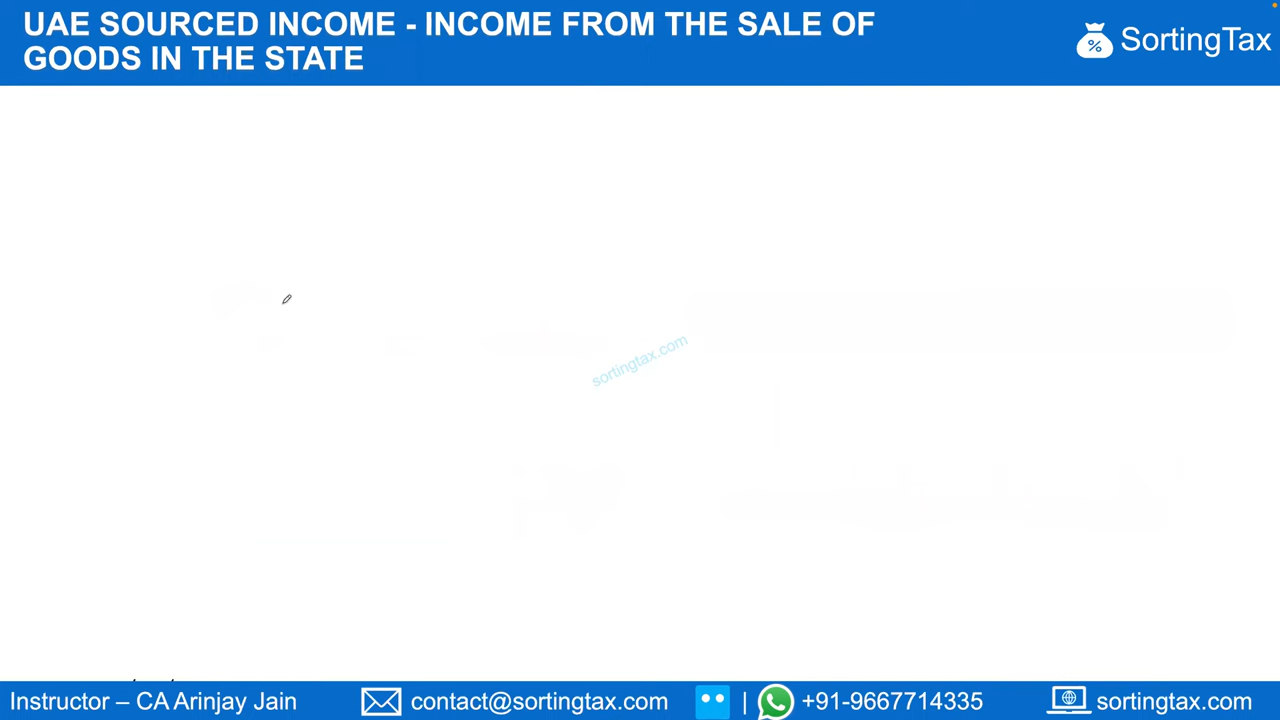 UAE SOURCED INCOME - INCOME FROM THE SALE OF
GOODS IN THE STATE
SortingTax
sortingtax.com
Instructor – CA Arinjay Jain
contact@sortingtax.com
|
+91-9667714335
sortingtax.com